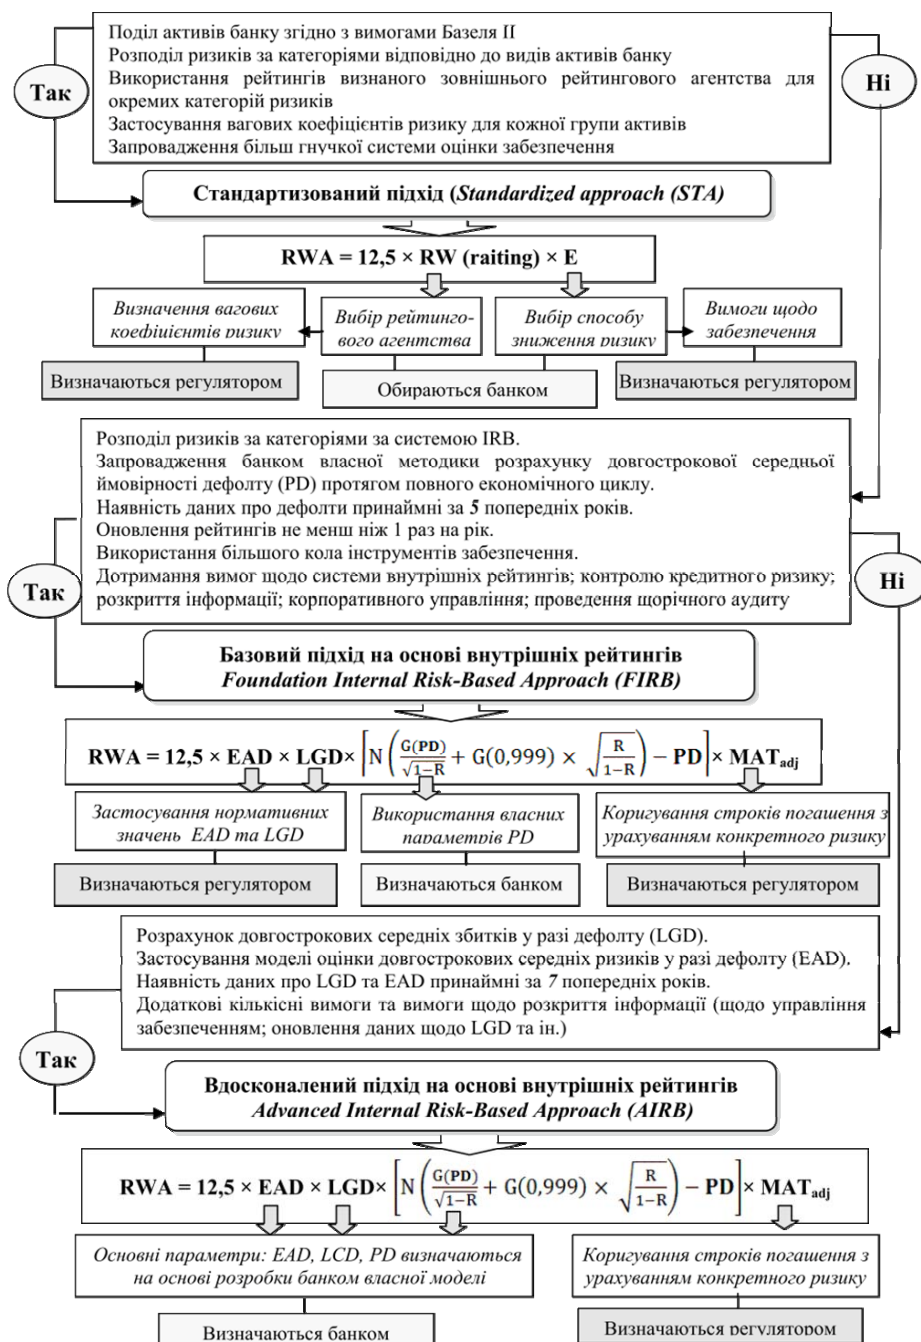 Поділ активів банку згідно з вимогами Базеля II
Розподіл ризиків за категоріями відповідно до видів активів банку
Використання рейтингів визнаного зовнішнього рейтингового агентства для
окремих категорій ризиків
Застосування вагових коефіцієнтів ризику для кожної групи активів
Запровадження більш гнучкої системи оцінки забезпечення
Так
Ні
Стандартизований підхід (Standardized approach (STA)
RWA = 12,5 × RW (raiting) × E
Визначення вагових
коефіцієнтів ризику
Вибір рейтинго-
вого агентства
Вибір способу
зниження ризику
Вимоги щодо
забезпечення
Визначаються регулятором
Обираються банком
Визначаються регулятором
Розподіл ризиків за категоріями за системою IRB.
Запровадження банком власної методики розрахунку довгострокової середньої
ймовірності дефолту (PD) протягом повного економічного циклу.
Наявність даних про дефолти принаймні за 5 попередніх років.
Оновлення рейтингів не менш ніж 1 раз на рік.
Використання більшого кола інструментів забезпечення.
Дотримання вимог щодо системи внутрішніх рейтингів; контролю кредитного ризику;
розкриття інформації; корпоративного управління; проведення щорічного аудиту
Так
Ні
Базовий підхід на основі внутрішніх рейтингів
Foundation Internal Risk-Based Approach (FIRB)
RWA = 12,5 × EAD × LGD× [N (G(PD)/√1−R + G(0,999) × √R/1−R) − PD]× MATadj
Застосування нормативних
значень EAD та LGD
Використання власних
параметрів PD
Коригування строків погашення з
урахуванням конкретного ризику
Визначаються регулятором
Визначаються банком
Визначаються регулятором
Розрахунок довгострокових середніх збитків у разі дефолту (LGD).
Застосування моделі оцінки довгострокових середніх ризиків у разі дефолту (EAD).
Наявність даних про LGD та EAD принаймні за 7 попередніх років.
Додаткові кількісні вимоги та вимоги щодо розкриття інформації (щодо управління
забезпеченням; оновлення даних щодо LGD та ін.)
Так
Вдосконалений підхід на основі внутрішніх рейтингів
Advanced Internal Risk-Based Approach (AIRB)
RWA = 12,5 × EAD × LGD× [N (G(PD)/√1−R + G(0,999) × √R/1−R) − PD]× MATadj
Основні параметри: EAD, LCD, PD визначаються
на основі розробки банком власної моделі
Коригування строків погашення з
урахуванням конкретного ризику
Визначаються банком
Визначаються регулятором